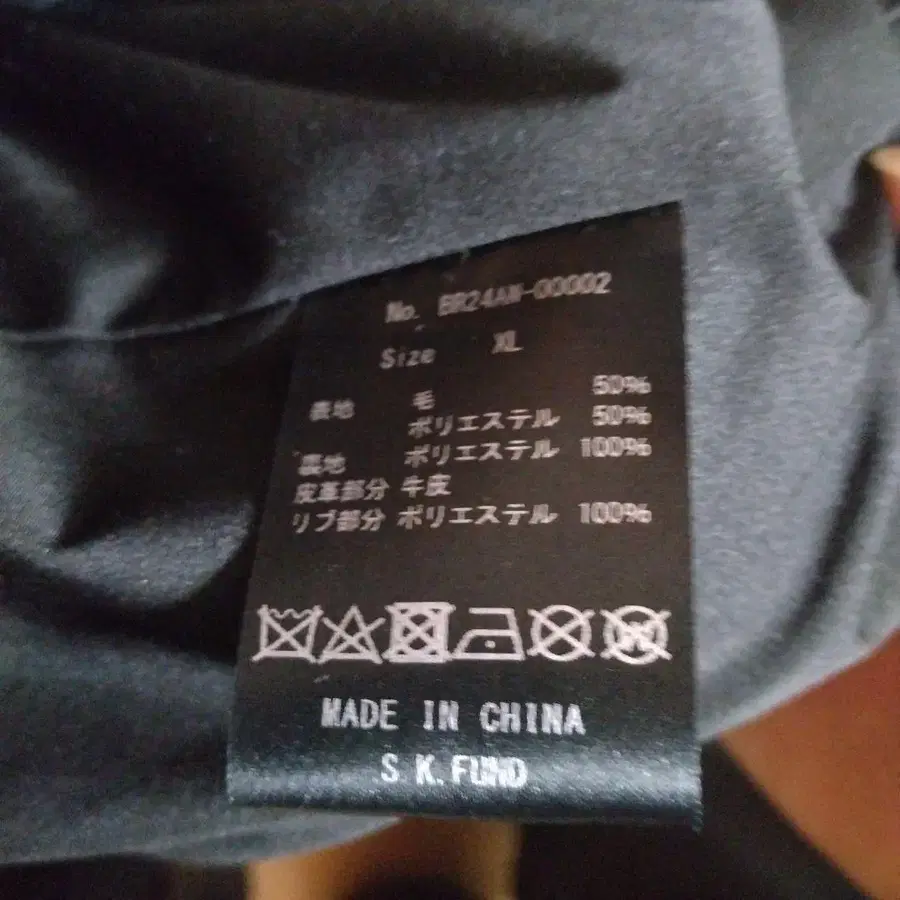 No. BR24AW-00002
Size XL
表地 毛 50%
ポリエステル 50%
裏地 ポリエステル 100%
皮革部分 牛皮
リブ部分 ポリエステル 100%
MADE IN CHINA
S.K.FUND